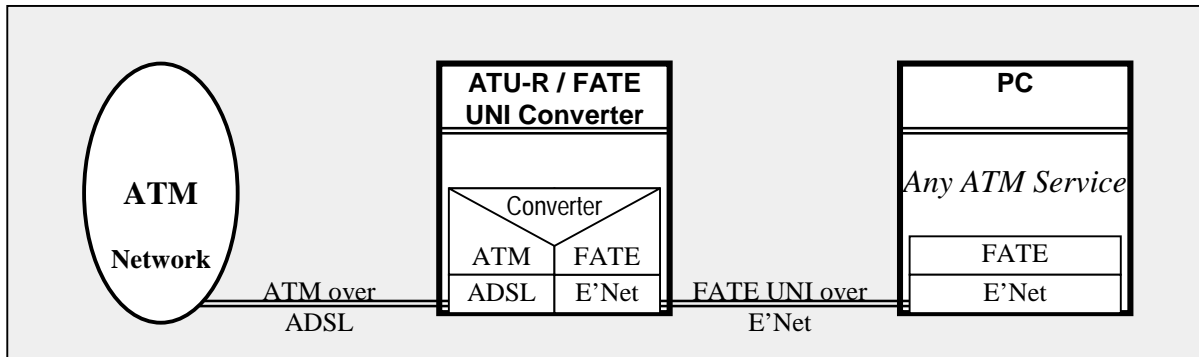 ATM
Network
ATM over
ADSL
ATU-R / FATE
UNI Converter
Converter
ATM FATE
ADSL E'Net
FATE UNI over
E'Net
PC
Any ATM Service
FATE
E'Net